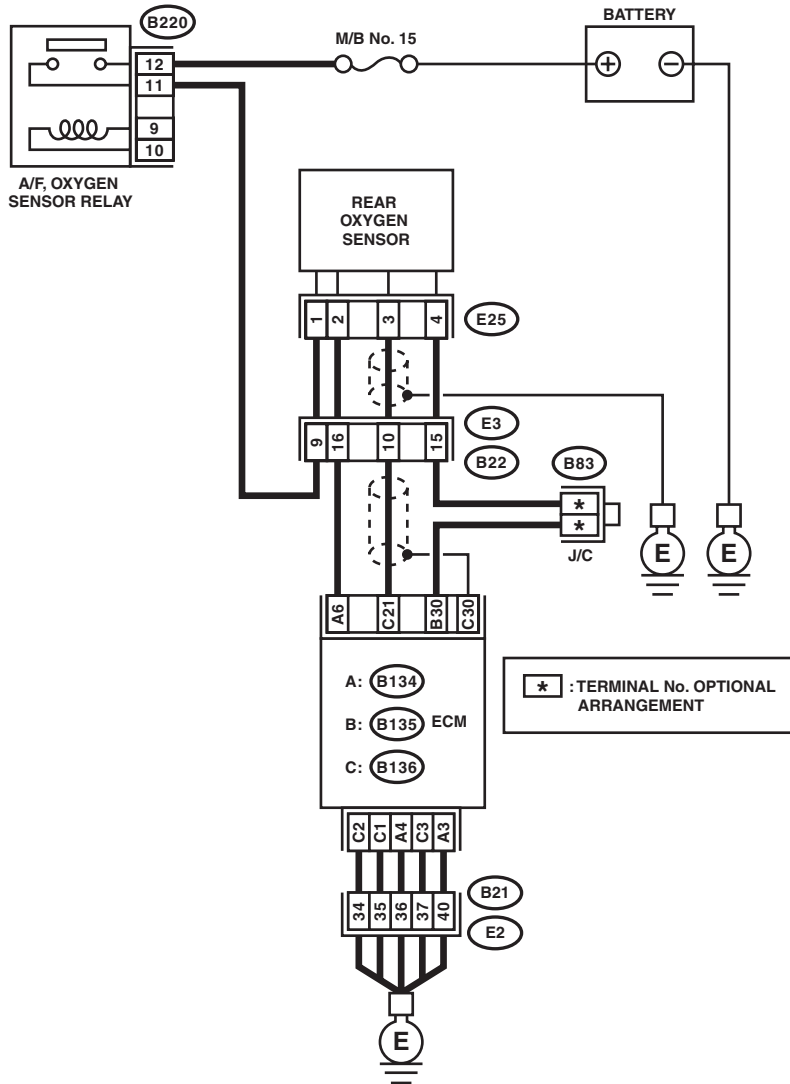 B220
BATTERY
M/B No. 15
12
11
9
10
A/F, OXYGEN
SENSOR RELAY
REAR
OXYGEN
SENSOR
1 2 3 4
E25
E3
9 16 10 15
B22
B83
*
*
J/C
E
E
A6 C21 B30 C30
A: B134
B: B135 ECM
C: B136
* : TERMINAL No. OPTIONAL
ARRANGEMENT
C2 C1 A4 C3 A3
B21
34 35 36 37 40
E2
E